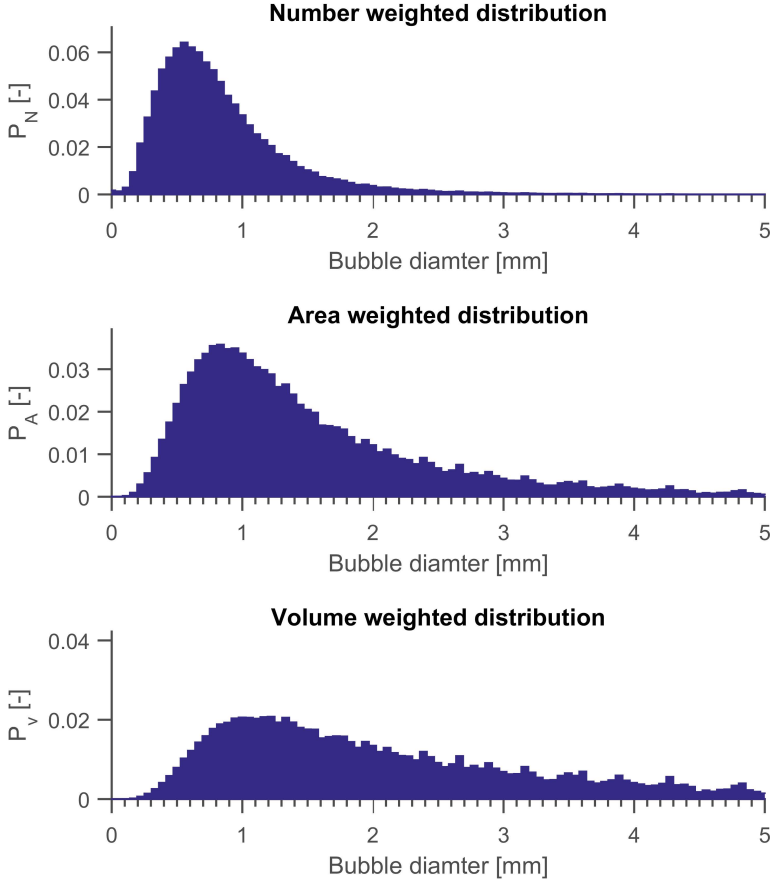 Number weighted distribution
P_N [-]
0.06
0.04
0.02
0
0 1 2 3 4 5
Bubble diamter [mm]
Area weighted distribution
P_A [-]
0.03
0.02
0.01
0
0 1 2 3 4 5
Bubble diamter [mm]
Volume weighted distribution
P_v [-]
0.04
0.02
0
0 1 2 3 4 5
Bubble diamter [mm]